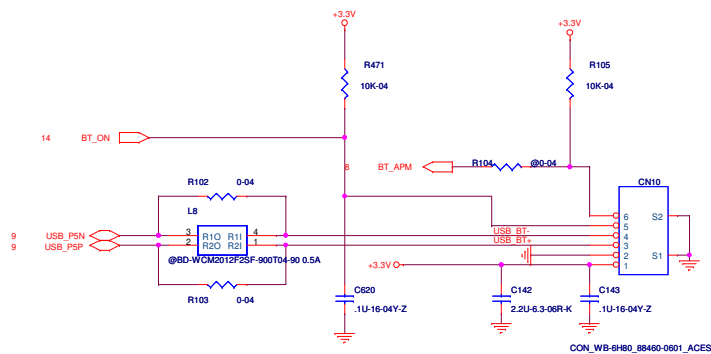 +3.3V
+3.3V
R471
10K-04
R105
10K-04
14 BT_ON
8 BT_APM
R104 @0-04
CN10
R102 0-04
L8
9 USB_P5N
9 USB_P5P
3 R1O R1I 4
2 R2O R2I 1
@BD-WCM2012F2SF-900T04-90 0.5A
R103 0-04
USB_BT-
USB_BT+
+3.3V
6
5
4
3
2
1
S2
S1
C620
.1U-16-04Y-Z
C142
2.2U-6.3-06R-K
C143
.1U-16-04Y-Z
CON_WB-6H80_88460-0601_ACES